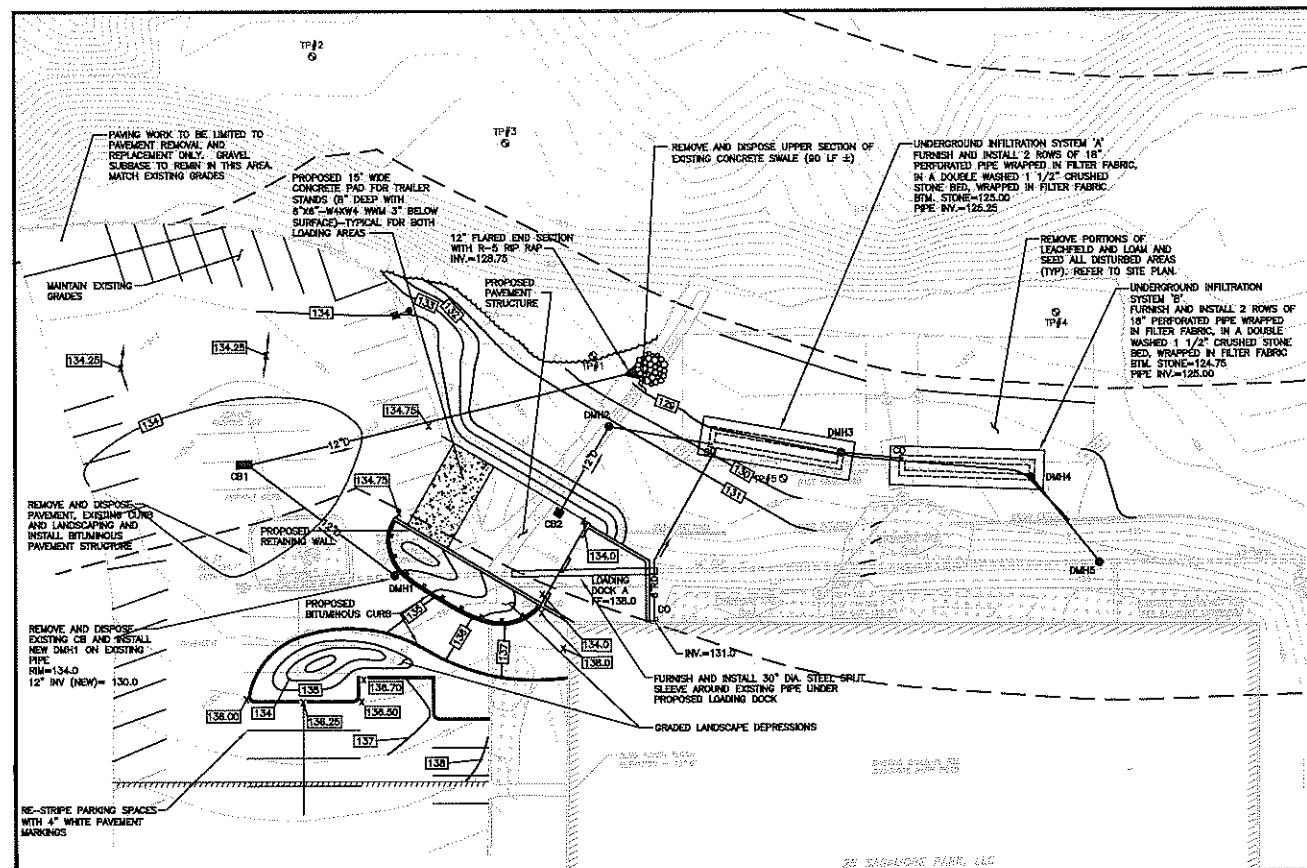 TP#2
TP#3
PAVING WORK TO BE LIMITED TO
PAVEMENT REMOVAL AND
REPLACEMENT ONLY. GRAVEL
SUBBASE TO REMIN IN THIS AREA.
MATCH EXISTING GRADES
REMOVE AND DISPOSE UPPER SECTION OF
EXISTING CONCRETE SWALE (90 LF ±)
UNDERGROUND INFILTRATION SYSTEM 'A'
FURNISH AND INSTALL 2 ROWS OF 18"
PERFORATED PIPE WRAPPED IN FILTER FABRIC,
IN A DOUBLE WASHED 1 1/2" CRUSHED
STONE BED, WRAPPED IN FILTER FABRIC
BTM. STONE=125.00
PIPE INV.=125.25
PROPOSED 15' WIDE
CONCRETE PAD FOR TRAILER
STANDS (8" DEEP WITH
6"X6"-W4XW4 WWM 3" BELOW
SURFACE)-TYPICAL FOR BOTH
LOADING AREAS
12" FLARED END SECTION
WITH R-5 RIP RAP
INV.=128.75
REMOVE PORTIONS OF
LEACHFIELD AND LOAM AND
SEED ALL DISTURBED AREAS
(TYP). REFER TO SITE PLAN.
MAINTAIN EXISTING
GRADES
PROPOSED
PAVEMENT
STRUCTURE
UNDERGROUND INFILTRATION
SYSTEM 'B'
FURNISH AND INSTALL 2 ROWS OF
18" PERFORATED PIPE WRAPPED
IN FILTER FABRIC, IN A DOUBLE
WASHED 1 1/2" CRUSHED STONE
BED, WRAPPED IN FILTER FABRIC
BTM. STONE=124.75
PIPE INV.=125.00
TP#4
133
132
134
134.25
134.25
TP#1
129
134.75
134
DMH2
DMH3
12"D
12"D
CB1
CO
CO
130
TP#5
131
DMH4
134.75
REMOVE AND DISPOSE
PAVEMENT, EXISTING CURB
AND LANDSCAPING AND
INSTALL BITUMINOUS
PAVEMENT STRUCTURE
12"D
PROPOSED
RETAINING WALL
CB2
134.0
DMH5
DMH1
LOADING
DOCK A
FF=138.0
PROPOSED
BITUMINOUS CURB
135
136
137
REMOVE AND DISPOSE
EXISTING CB AND INSTALL
NEW DMH1 ON EXISTING
PIPE
RIM=134.0
12" INV (NEW)= 130.0
134.0
138.0
INV.=131.0
FURNISH AND INSTALL 30" DIA. STEEL SPLIT
SLEEVE AROUND EXISTING PIPE UNDER
PROPOSED LOADING DOCK
GRADED LANDSCAPE DEPRESSIONS
136.00
134
135
136.25
136.70
136.50
137
138
RE-STRIPE PARKING SPACES
WITH 4" WHITE PAVEMENT
MARKINGS